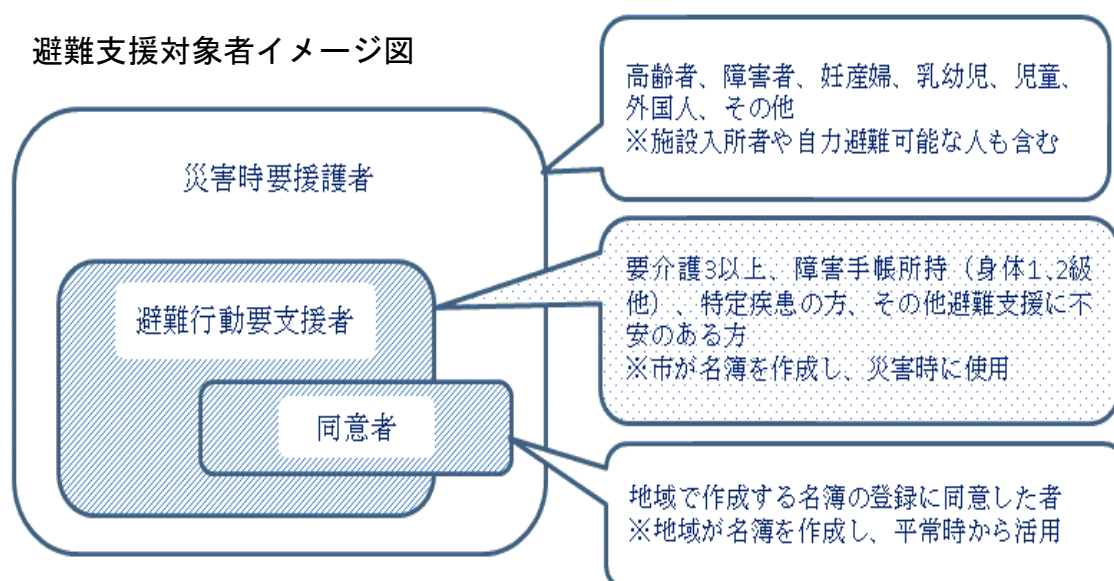 避難支援対象者イメージ図
高齢者、障害者、妊産婦、乳幼児、児童、
外国人、その他
※施設入所者や自力避難可能な人も含む
災害時要援護者
要介護3以上、障害手帳所持（身体1、2級
他）、特定疾患の方、その他避難支援に不
安のある方
※市が名簿を作成し、災害時に使用
避難行動要支援者
同意者
地域で作成する名簿の登録に同意した者
※地域が名簿を作成し、平常時から活用